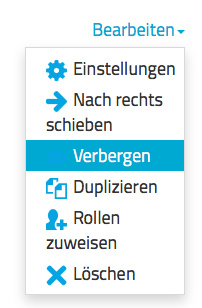 Bearbeiten
Einstellungen
Nach rechts
schieben
Verbergen
Duplizieren
Rollen
zuweisen
Löschen